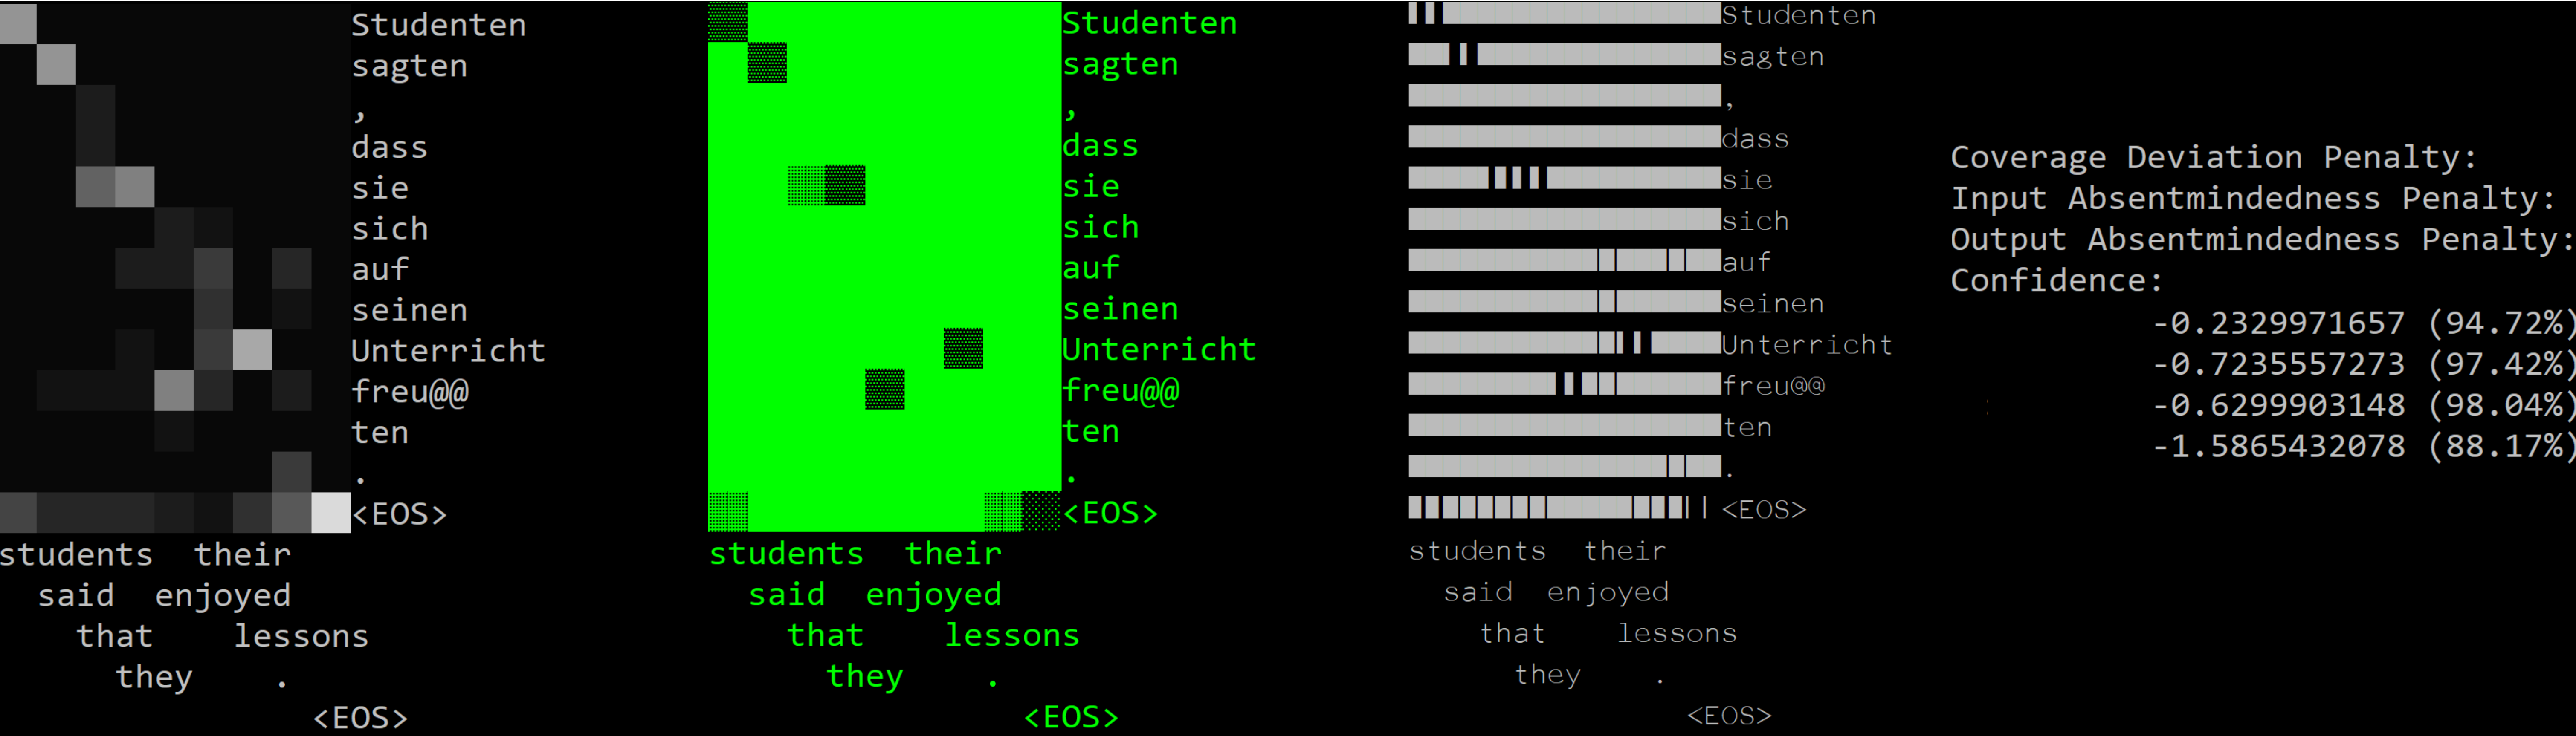 Studenten
sagten
,
dass
sie
sich
auf
seinen
Unterricht
freu@@
ten
.
<EOS>
students their
said enjoyed
that lessons
they .
<EOS>
Studenten
sagten
,
dass
sie
sich
auf
seinen
Unterricht
freu@@
ten
.
<EOS>
students their
said enjoyed
that lessons
they .
<EOS>
Studenten
sagten
,
dass
sie
sich
auf
seinen
Unterricht
freu@@
ten
.
<EOS>
students their
said enjoyed
that lessons
they .
<EOS>
Coverage Deviation Penalty:
Input Absentmindedness Penalty:
Output Absentmindedness Penalty:
Confidence:
-0.2329971657 (94.72%)
-0.7235557273 (97.42%)
-0.6299903148 (98.04%)
-1.5865432078 (88.17%)